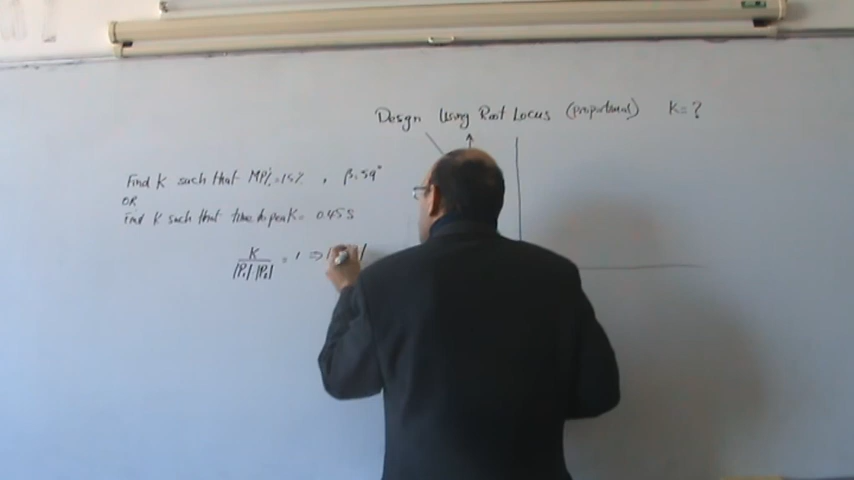 Design Using Root Locus (proportional) K=?
Find K such that MP%=15%, β=59°
OR
Find K such that time to peak = 0.45 s
K / |P1| |P2| = 1 ⇒